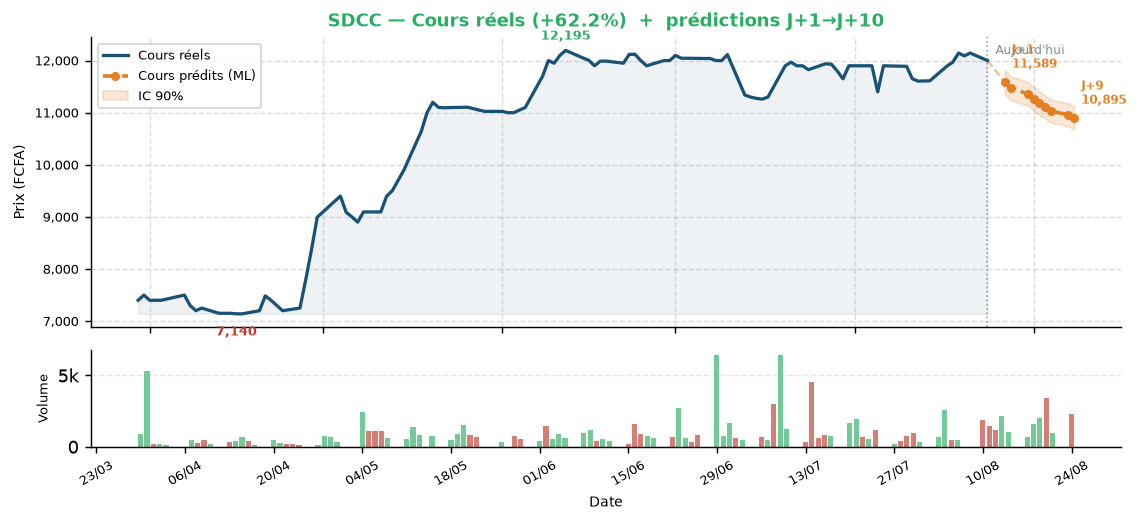 SDCC — Cours réels (+62.2%) + prédictions J+1→J+10
12,195
Cours réels
Cours prédits (ML)
IC 90%
Aujourd'hui
J+1
11,589
J+9
10,895
12,000
11,000
10,000
9,000
8,000
7,000
Prix (FCFA)
7,140
5k
0
Volume
23/03
06/04
20/04
04/05
18/05
01/06
15/06
29/06
13/07
27/07
10/08
24/08
Date